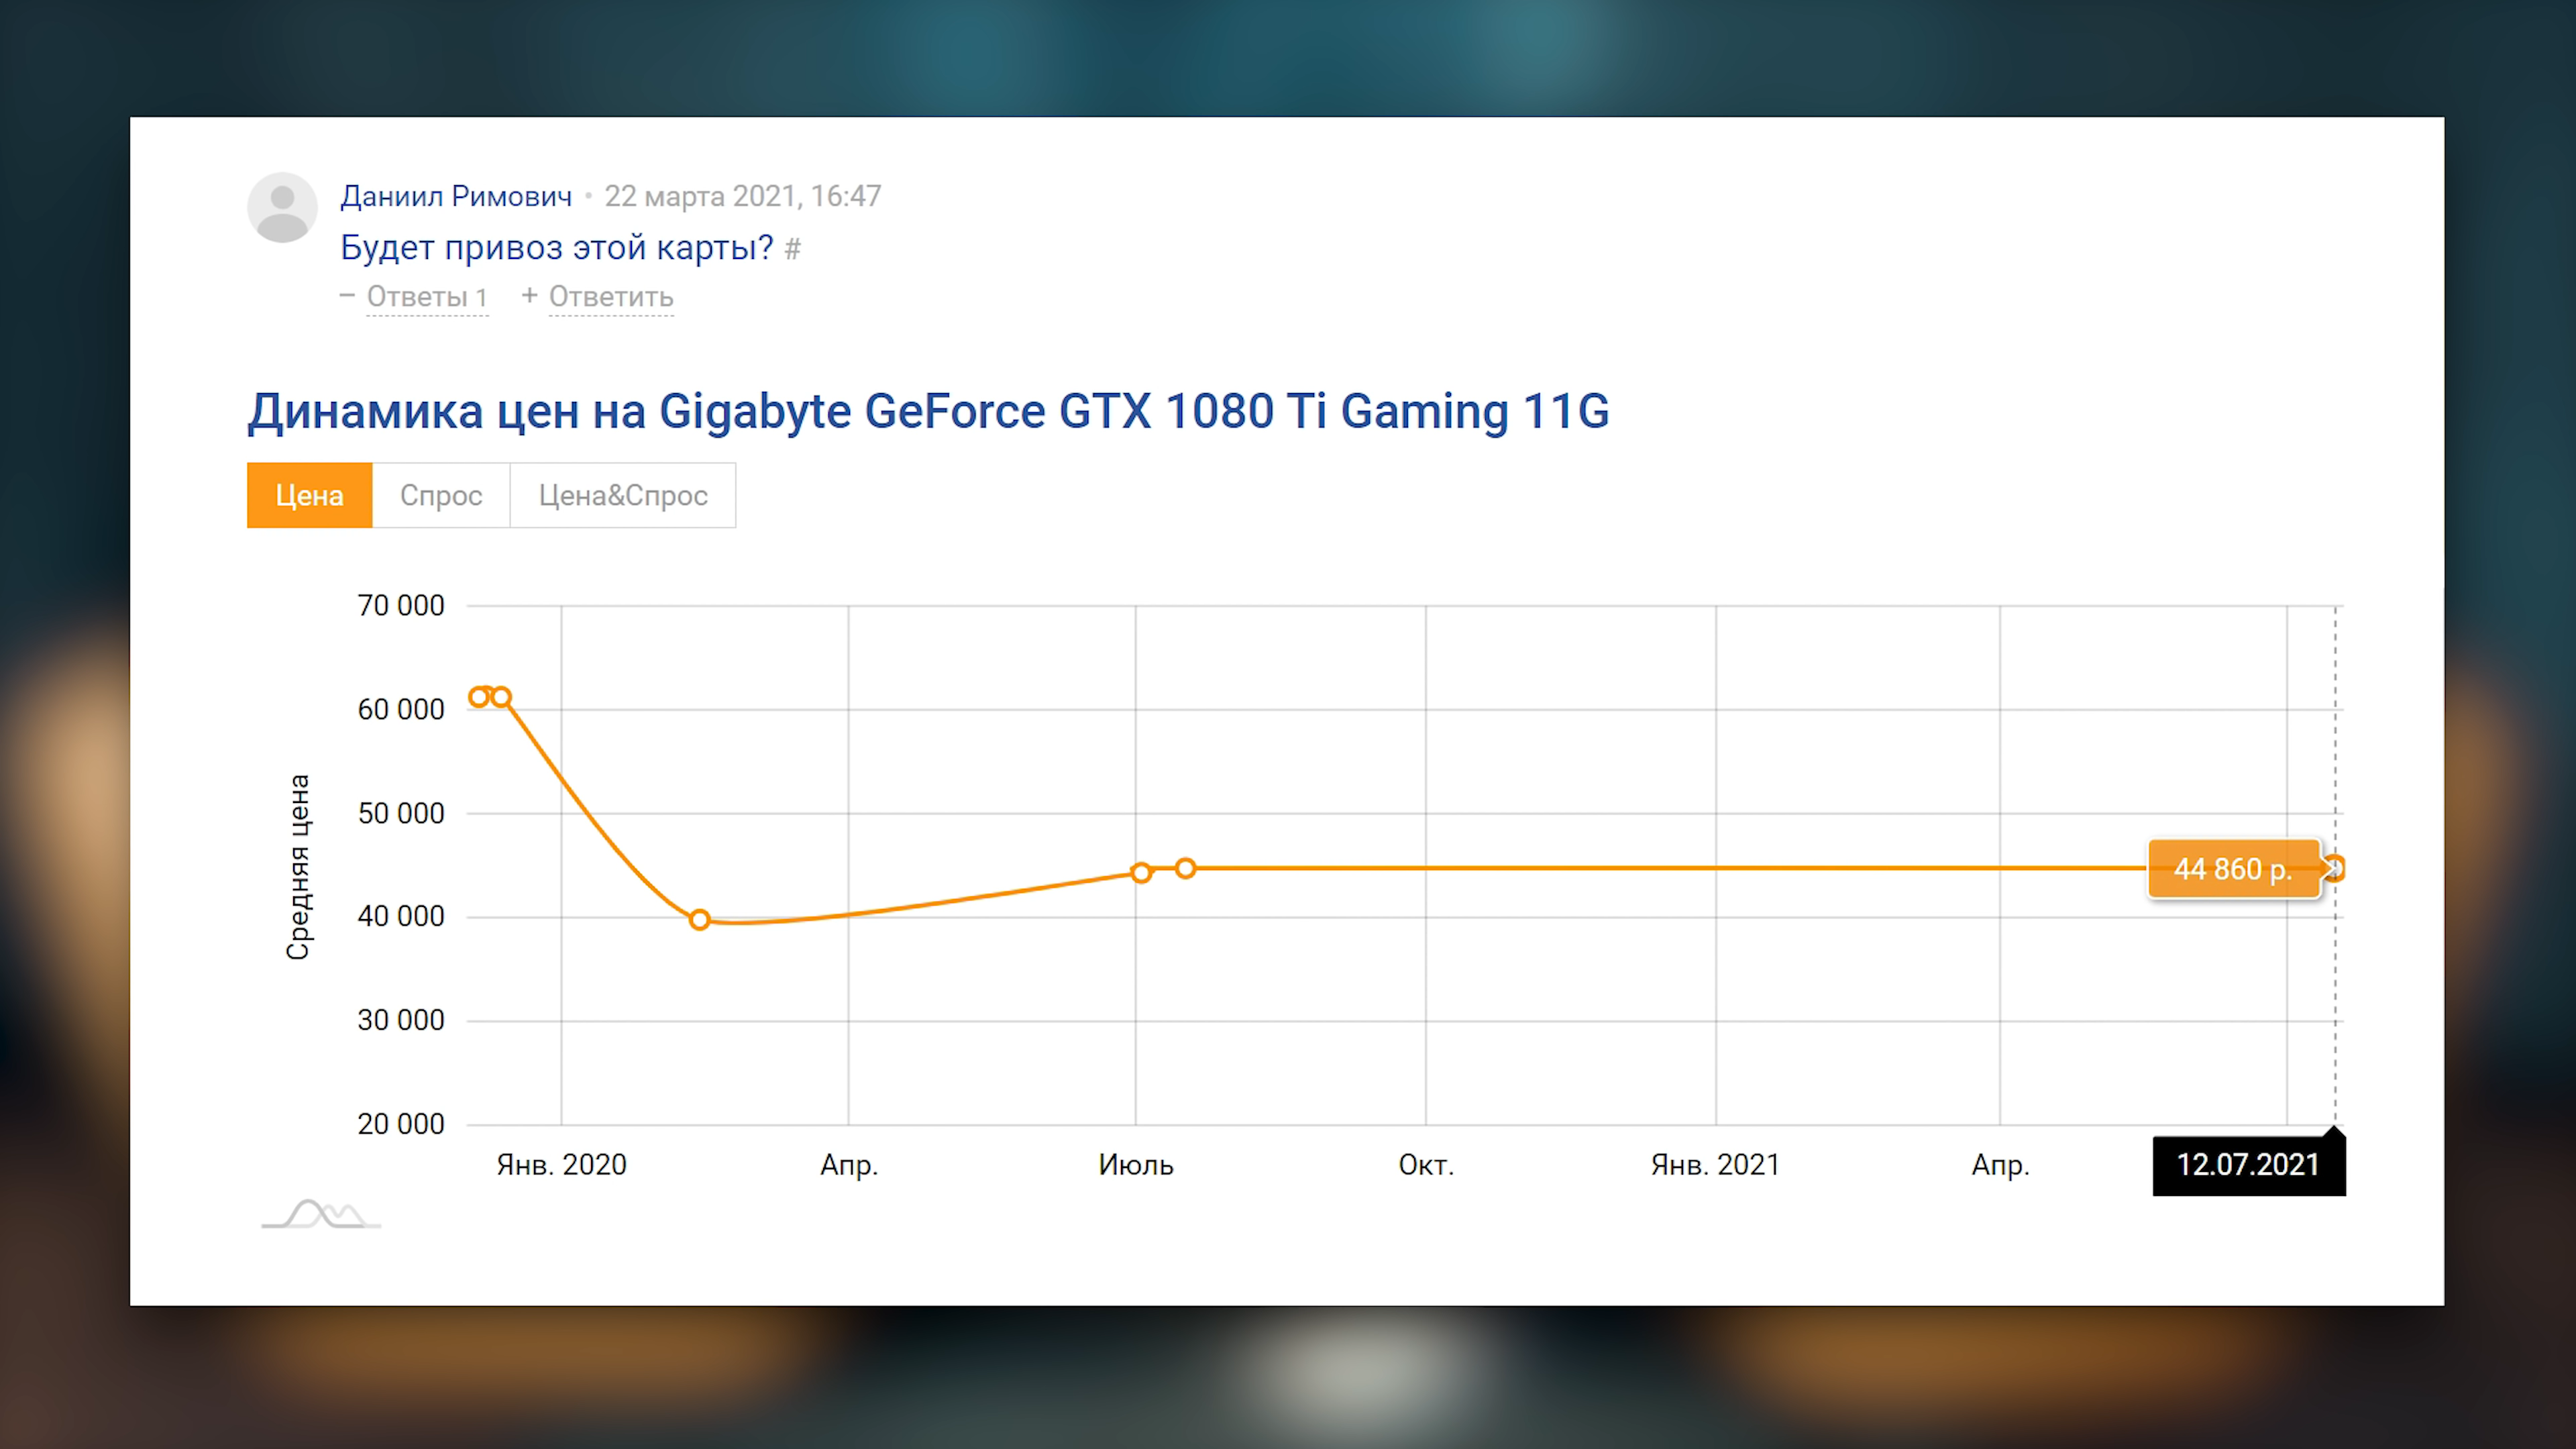 Даниил Римович • 22 марта 2021, 16:47
Будет привоз этой карты? #
− Ответы 1 + Ответить
Динамика цен на Gigabyte GeForce GTX 1080 Ti Gaming 11G
Цена Спрос Цена&Спрос
Средняя цена
70 000
60 000
50 000
40 000
30 000
20 000
44 860 р.
Янв. 2020 Апр. Июль Окт. Янв. 2021 Апр. 12.07.2021